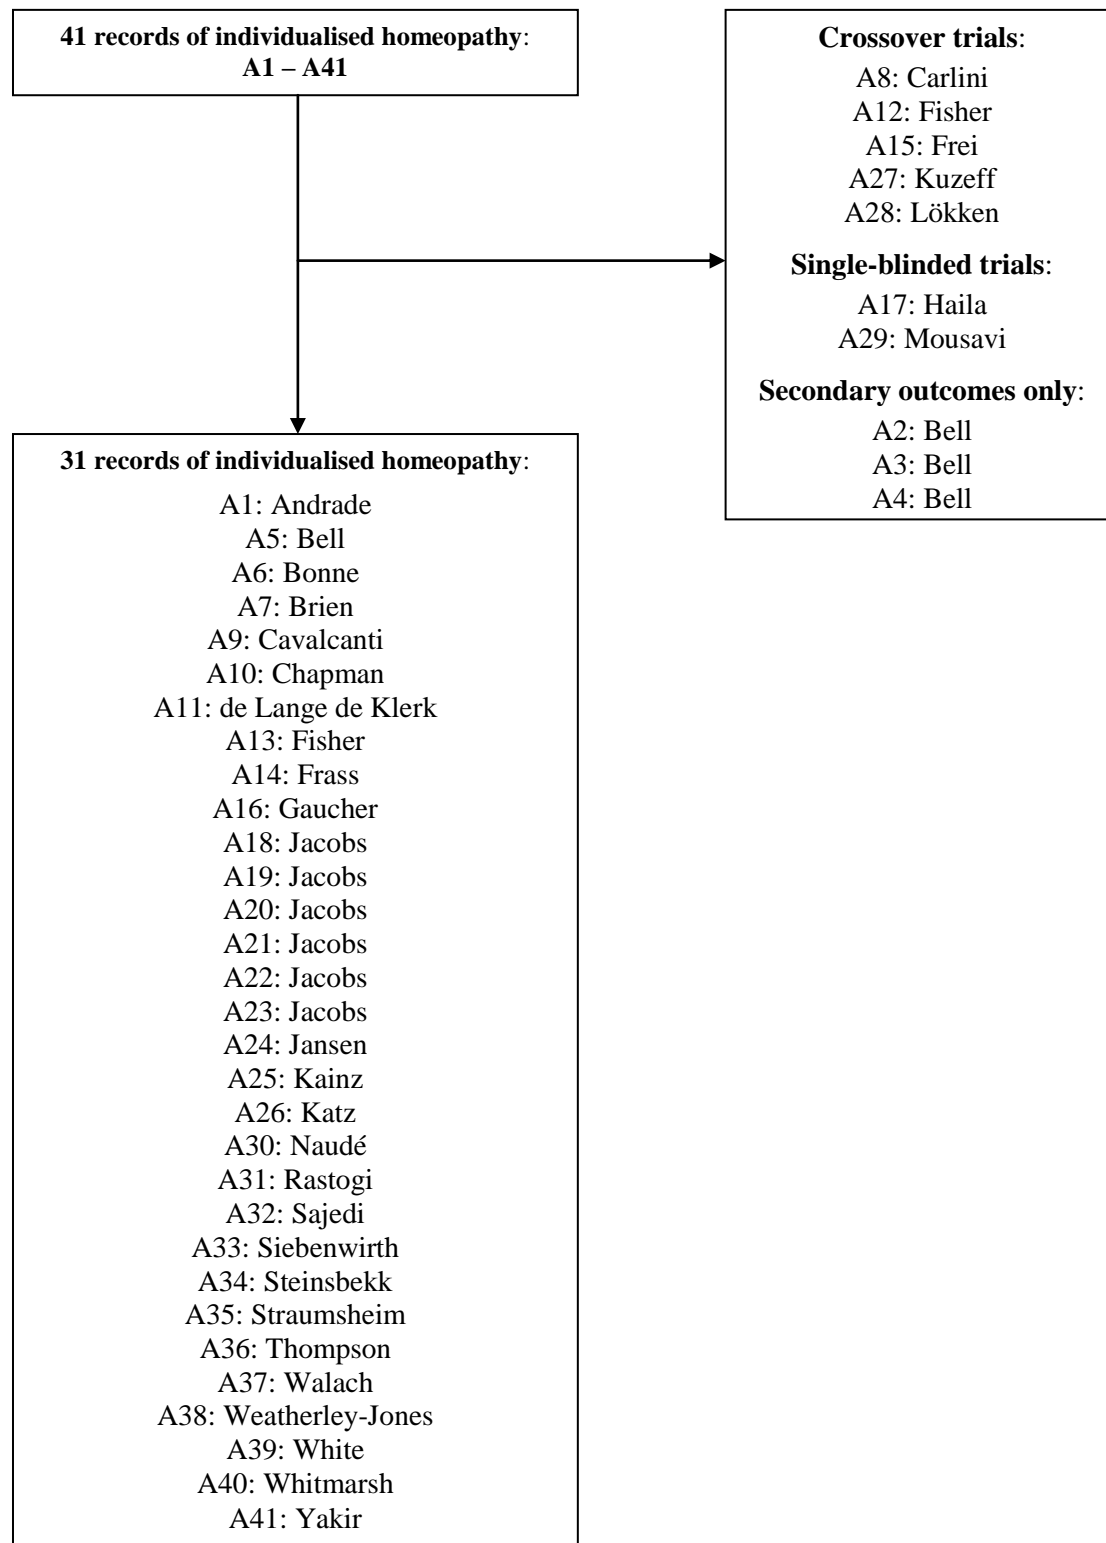 41 records of individualised homeopathy:
A1 – A41
Crossover trials:
A8: Carlini
A12: Fisher
A15: Frei
A27: Kuzeff
A28: Lökken
Single-blinded trials:
A17: Haila
A29: Mousavi
Secondary outcomes only:
A2: Bell
A3: Bell
A4: Bell
31 records of individualised homeopathy:
A1: Andrade
A5: Bell
A6: Bonne
A7: Brien
A9: Cavalcanti
A10: Chapman
A11: de Lange de Klerk
A13: Fisher
A14: Frass
A16: Gaucher
A18: Jacobs
A19: Jacobs
A20: Jacobs
A21: Jacobs
A22: Jacobs
A23: Jacobs
A24: Jansen
A25: Kainz
A26: Katz
A30: Naudé
A31: Rastogi
A32: Sajedi
A33: Siebenwirth
A34: Steinsbekk
A35: Straumsheim
A36: Thompson
A37: Walach
A38: Weatherley-Jones
A39: White
A40: Whitmarsh
A41: Yakir